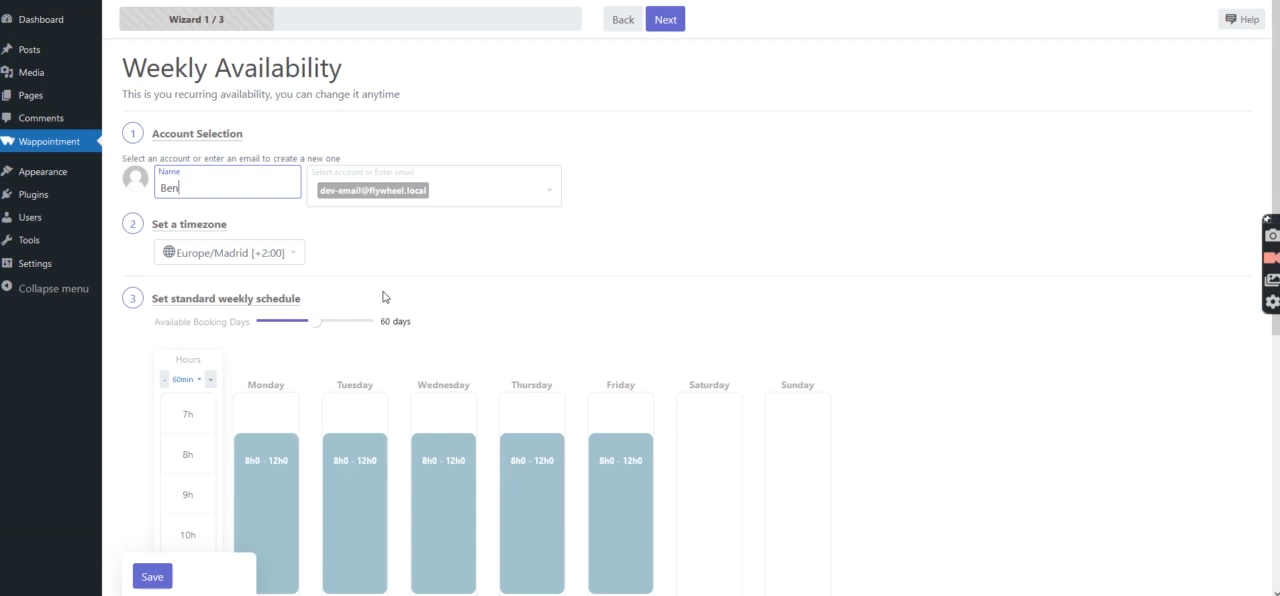 Dashboard
Posts
Media
Pages
Comments
Wappointment
Appearance
Plugins
Users
Tools
Settings
Collapse menu
Wizard 1 / 3
Back
Next
Help
Weekly Availability
This is you recurring availability, you can change it anytime
1 Account Selection
Select an account or enter an email to create a new one
Name
Ben
Select account or Enter email
dev-email@flywheel.local
2 Set a timezone
Europe/Madrid [+2:00]
3 Set standard weekly schedule
Available Booking Days 60 days
Hours
- 60min +
Monday Tuesday Wednesday Thursday Friday Saturday Sunday
7h
8h
8h0 - 12h0 8h0 - 12h0 8h0 - 12h0 8h0 - 12h0 8h0 - 12h0
9h
10h
Save